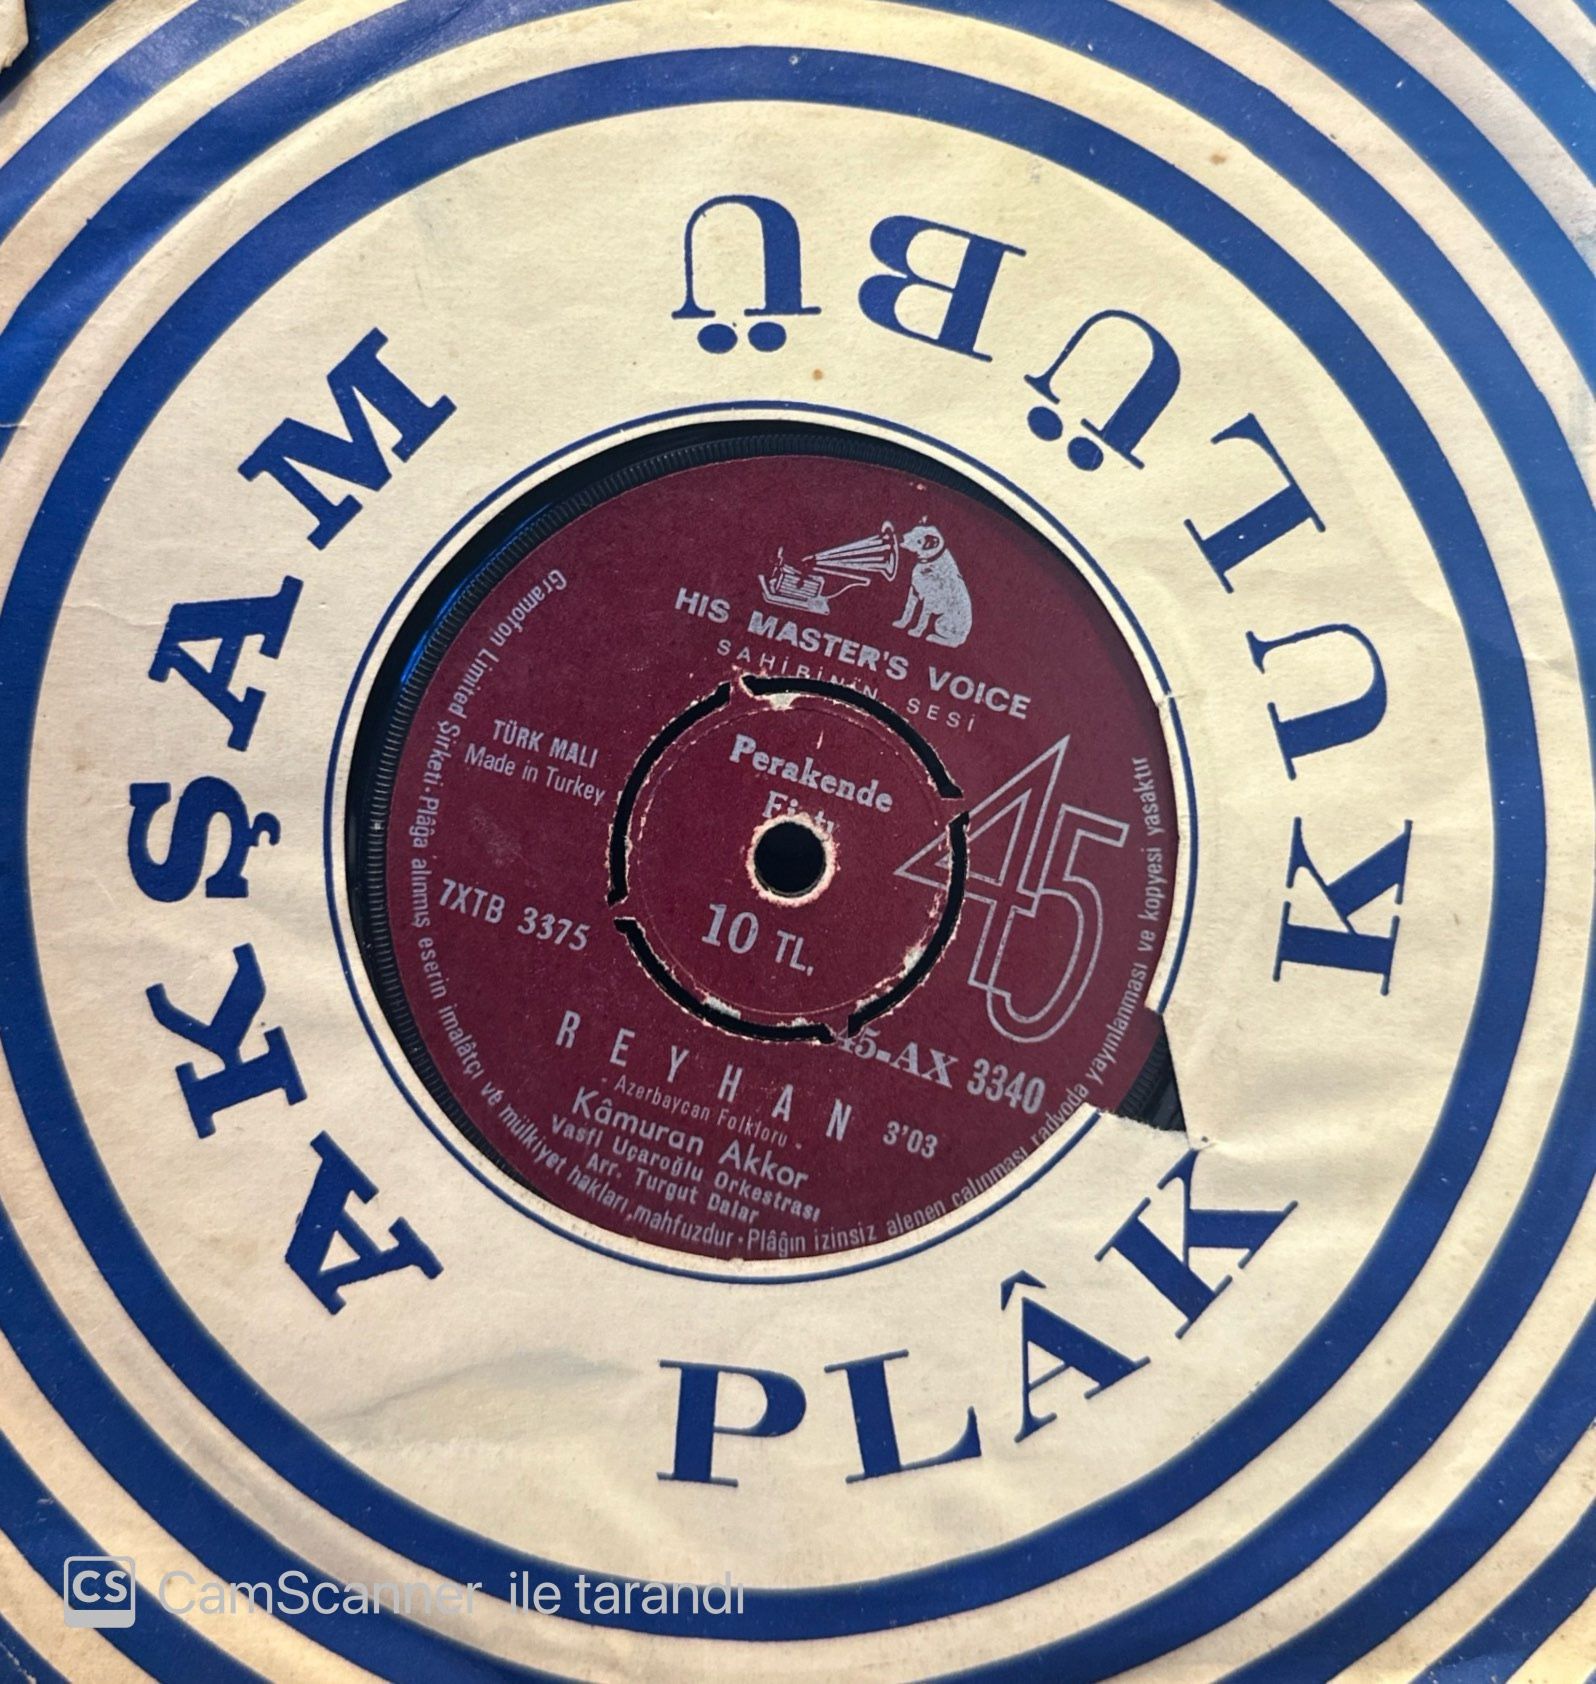 AKŞAM
PLÂK
KULÜBÜ
HIS MASTER'S VOICE
SAHİBİNİN SESİ
TÜRK MALI
Made in Turkey
Perakende
10 TL.
45
7XTB 3375
45-AX 3340
REYHAN 3'03
- Azerbaycan Folkloru -
Kâmuran Akkor
Vasfi Uçaroğlu Orkestrası
Arr. Turgut Dalar
Gramofon Limited Şirketi·Plâğa alınmış eserin imalâtçı ve mülkiyet hakları mahfuzdur·Plâğın izinsiz alenen çalınması radyoda yayınlanması ve kopyesi yasaktır
CS CamScanner ile tarandı